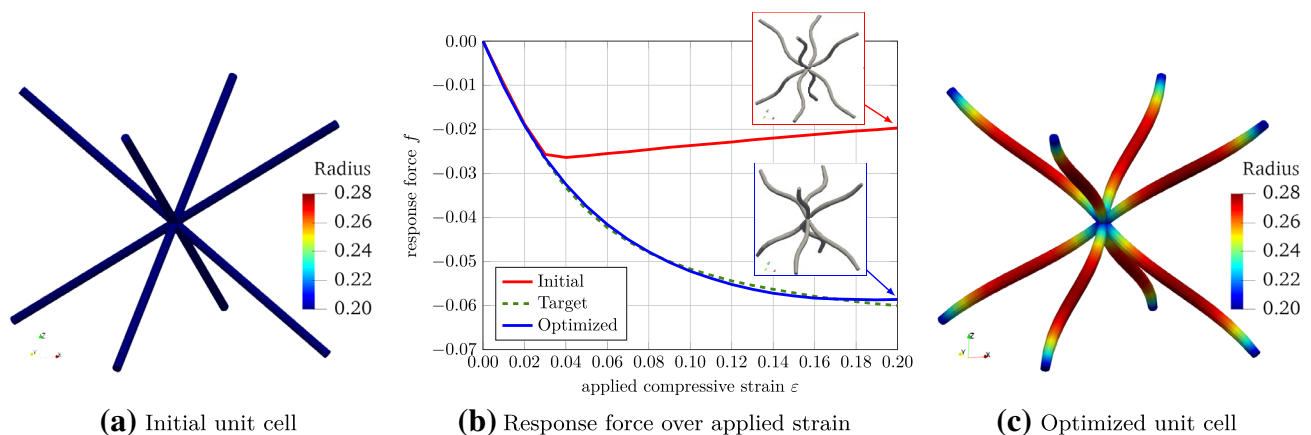 Radius
0.28
0.26
0.24
0.22
0.20
Z
Y X
(a) Initial unit cell
response force f
0.00
−0.01
−0.02
−0.03
−0.04
−0.05
−0.06
−0.07
Initial
Target
Optimized
0.00 0.02 0.04 0.06 0.08 0.10 0.12 0.14 0.16 0.18 0.20
applied compressive strain ε
(b) Response force over applied strain
Radius
0.28
0.26
0.24
0.22
0.20
Z
Y X
(c) Optimized unit cell